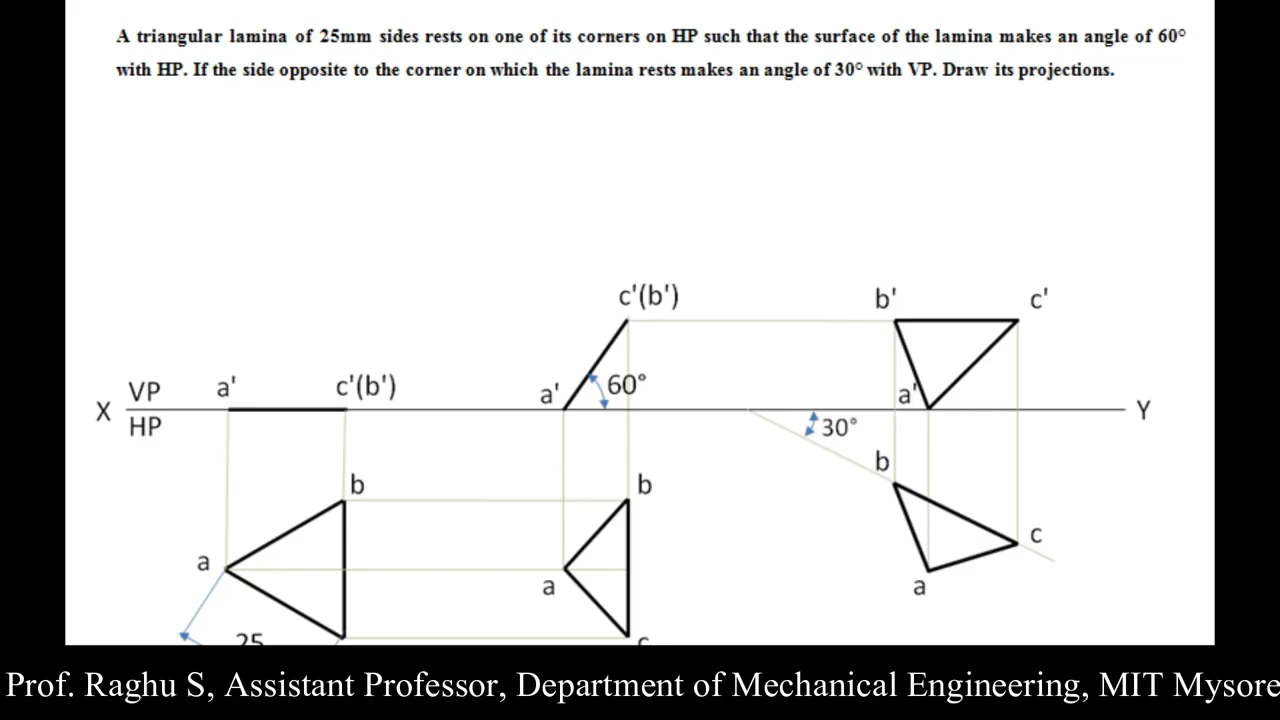 A triangular lamina of 25mm sides rests on one of its corners on HP such that the surface of the lamina makes an angle of 60°
with HP. If the side opposite to the corner on which the lamina rests makes an angle of 30° with VP. Draw its projections.
c'(b')
b'
c'
X
VP
HP
a'
c'(b')
a'
60°
a'
Y
30°
b
b
b
a
a
c
a
25
c
Prof. Raghu S, Assistant Professor, Department of Mechanical Engineering, MIT Mysore